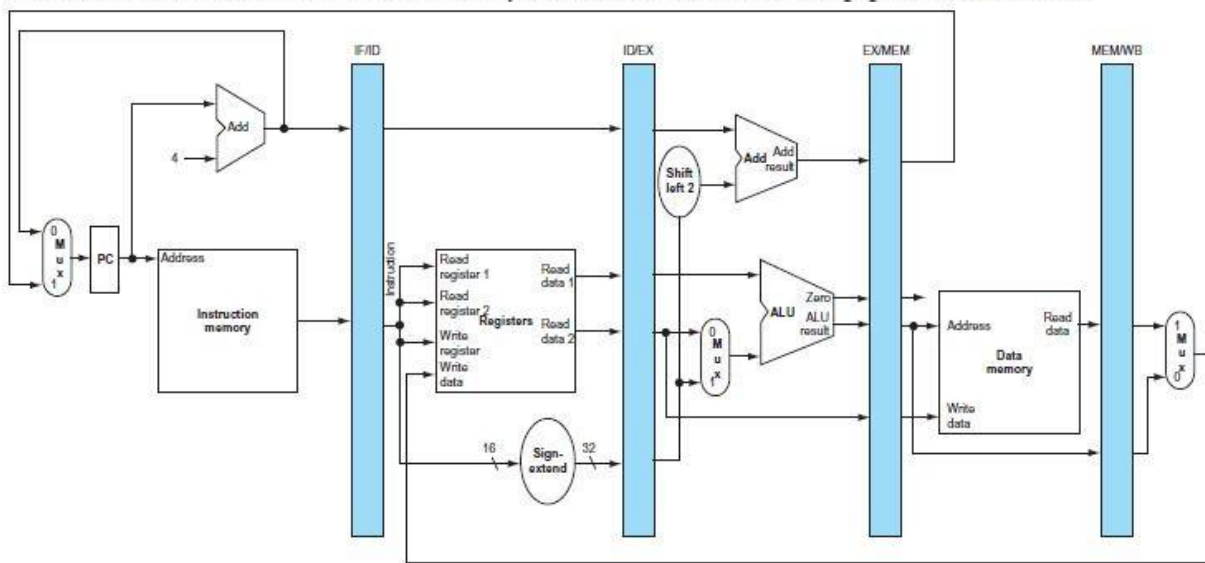 IF/ID
ID/EX
EX/MEM
MEM/WB
Add
4
Shift
left 2
Add
Add
result
0
M
u
x
1
PC
Address
Instruction
memory
Instruction
Read
register 1
Read
register 2
Registers
Write
register
Write
data
Read
data 1
Read
data 2
0
M
u
x
1
ALU
Zero
ALU
result
Address
Data
memory
Read
data
Write
data
1
M
u
x
0
16
Sign-
extend
32